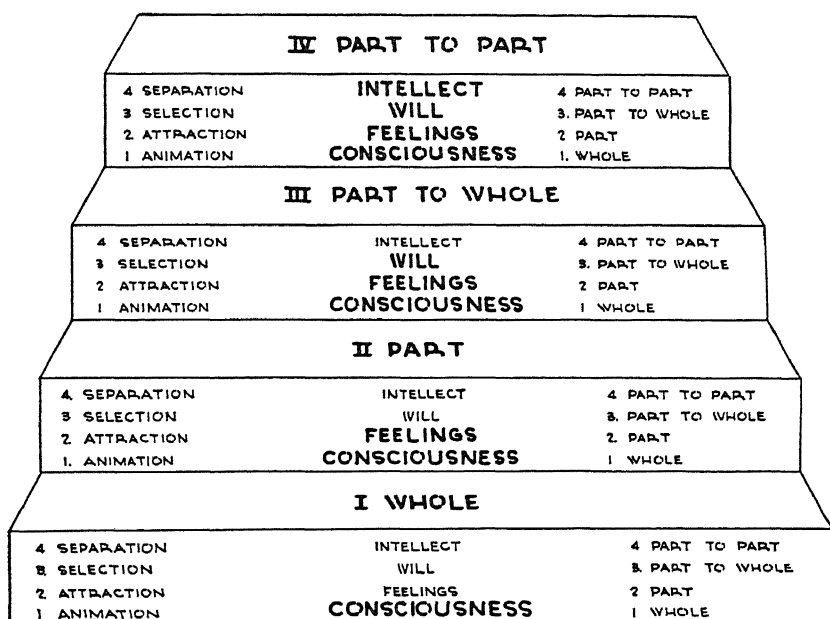 IV PART TO PART
4 SEPARATION INTELLECT 4 PART TO PART
3 SELECTION WILL 3. PART TO WHOLE
2. ATTRACTION FEELINGS 2 PART
1 ANIMATION CONSCIOUSNESS 1. WHOLE
III PART TO WHOLE
4 SEPARATION INTELLECT 4 PART TO PART
3 SELECTION WILL 3. PART TO WHOLE
2 ATTRACTION FEELINGS 2 PART
1 ANIMATION CONSCIOUSNESS 1 WHOLE
II PART
4. SEPARATION INTELLECT 4 PART TO PART
3 SELECTION WILL 3. PART TO WHOLE
2 ATTRACTION FEELINGS 2. PART
1. ANIMATION CONSCIOUSNESS 1 WHOLE
I WHOLE
4 SEPARATION INTELLECT 4 PART TO PART
3. SELECTION WILL 3. PART TO WHOLE
2. ATTRACTION FEELINGS 2 PART
1 ANIMATION CONSCIOUSNESS 1 WHOLE